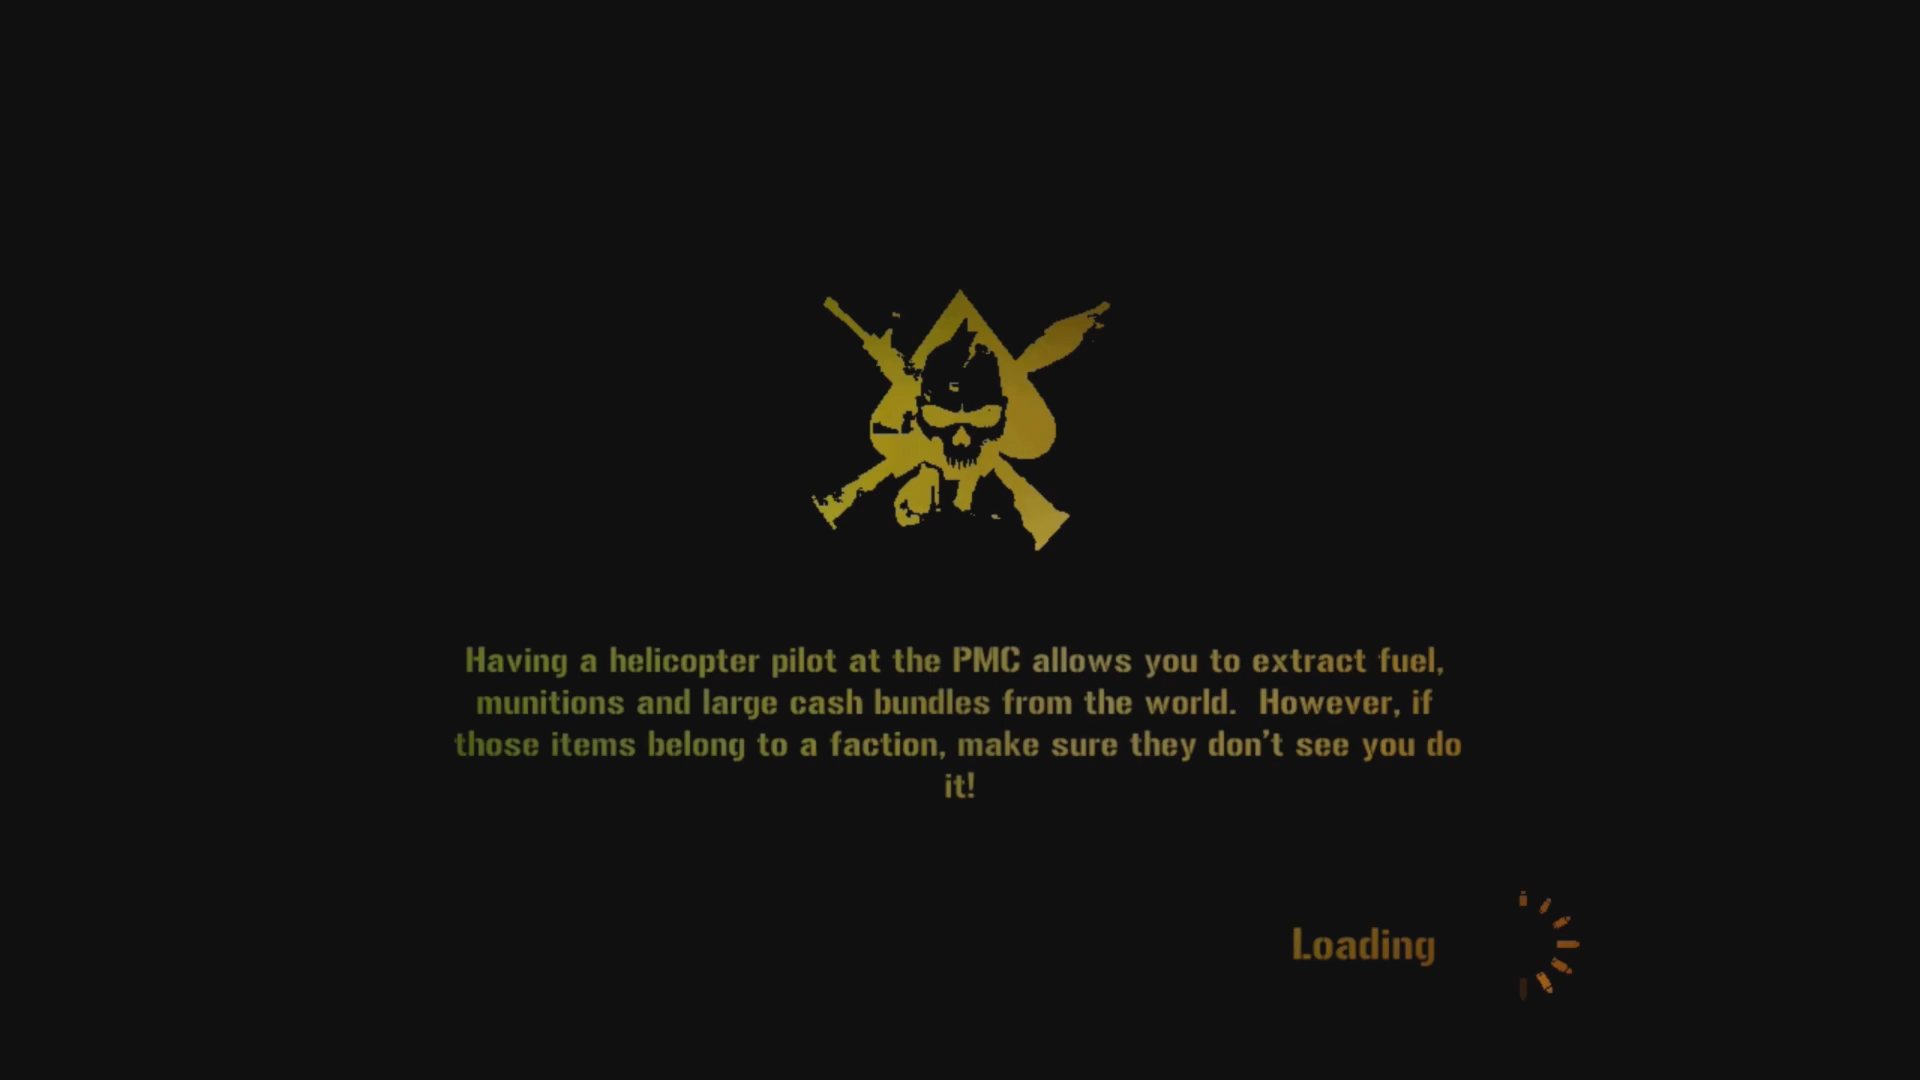 Having a helicopter pilot at the PMC allows you to extract fuel,
munitions and large cash bundles from the world.  However, if
those items belong to a faction, make sure they don't see you do
it!
Loading